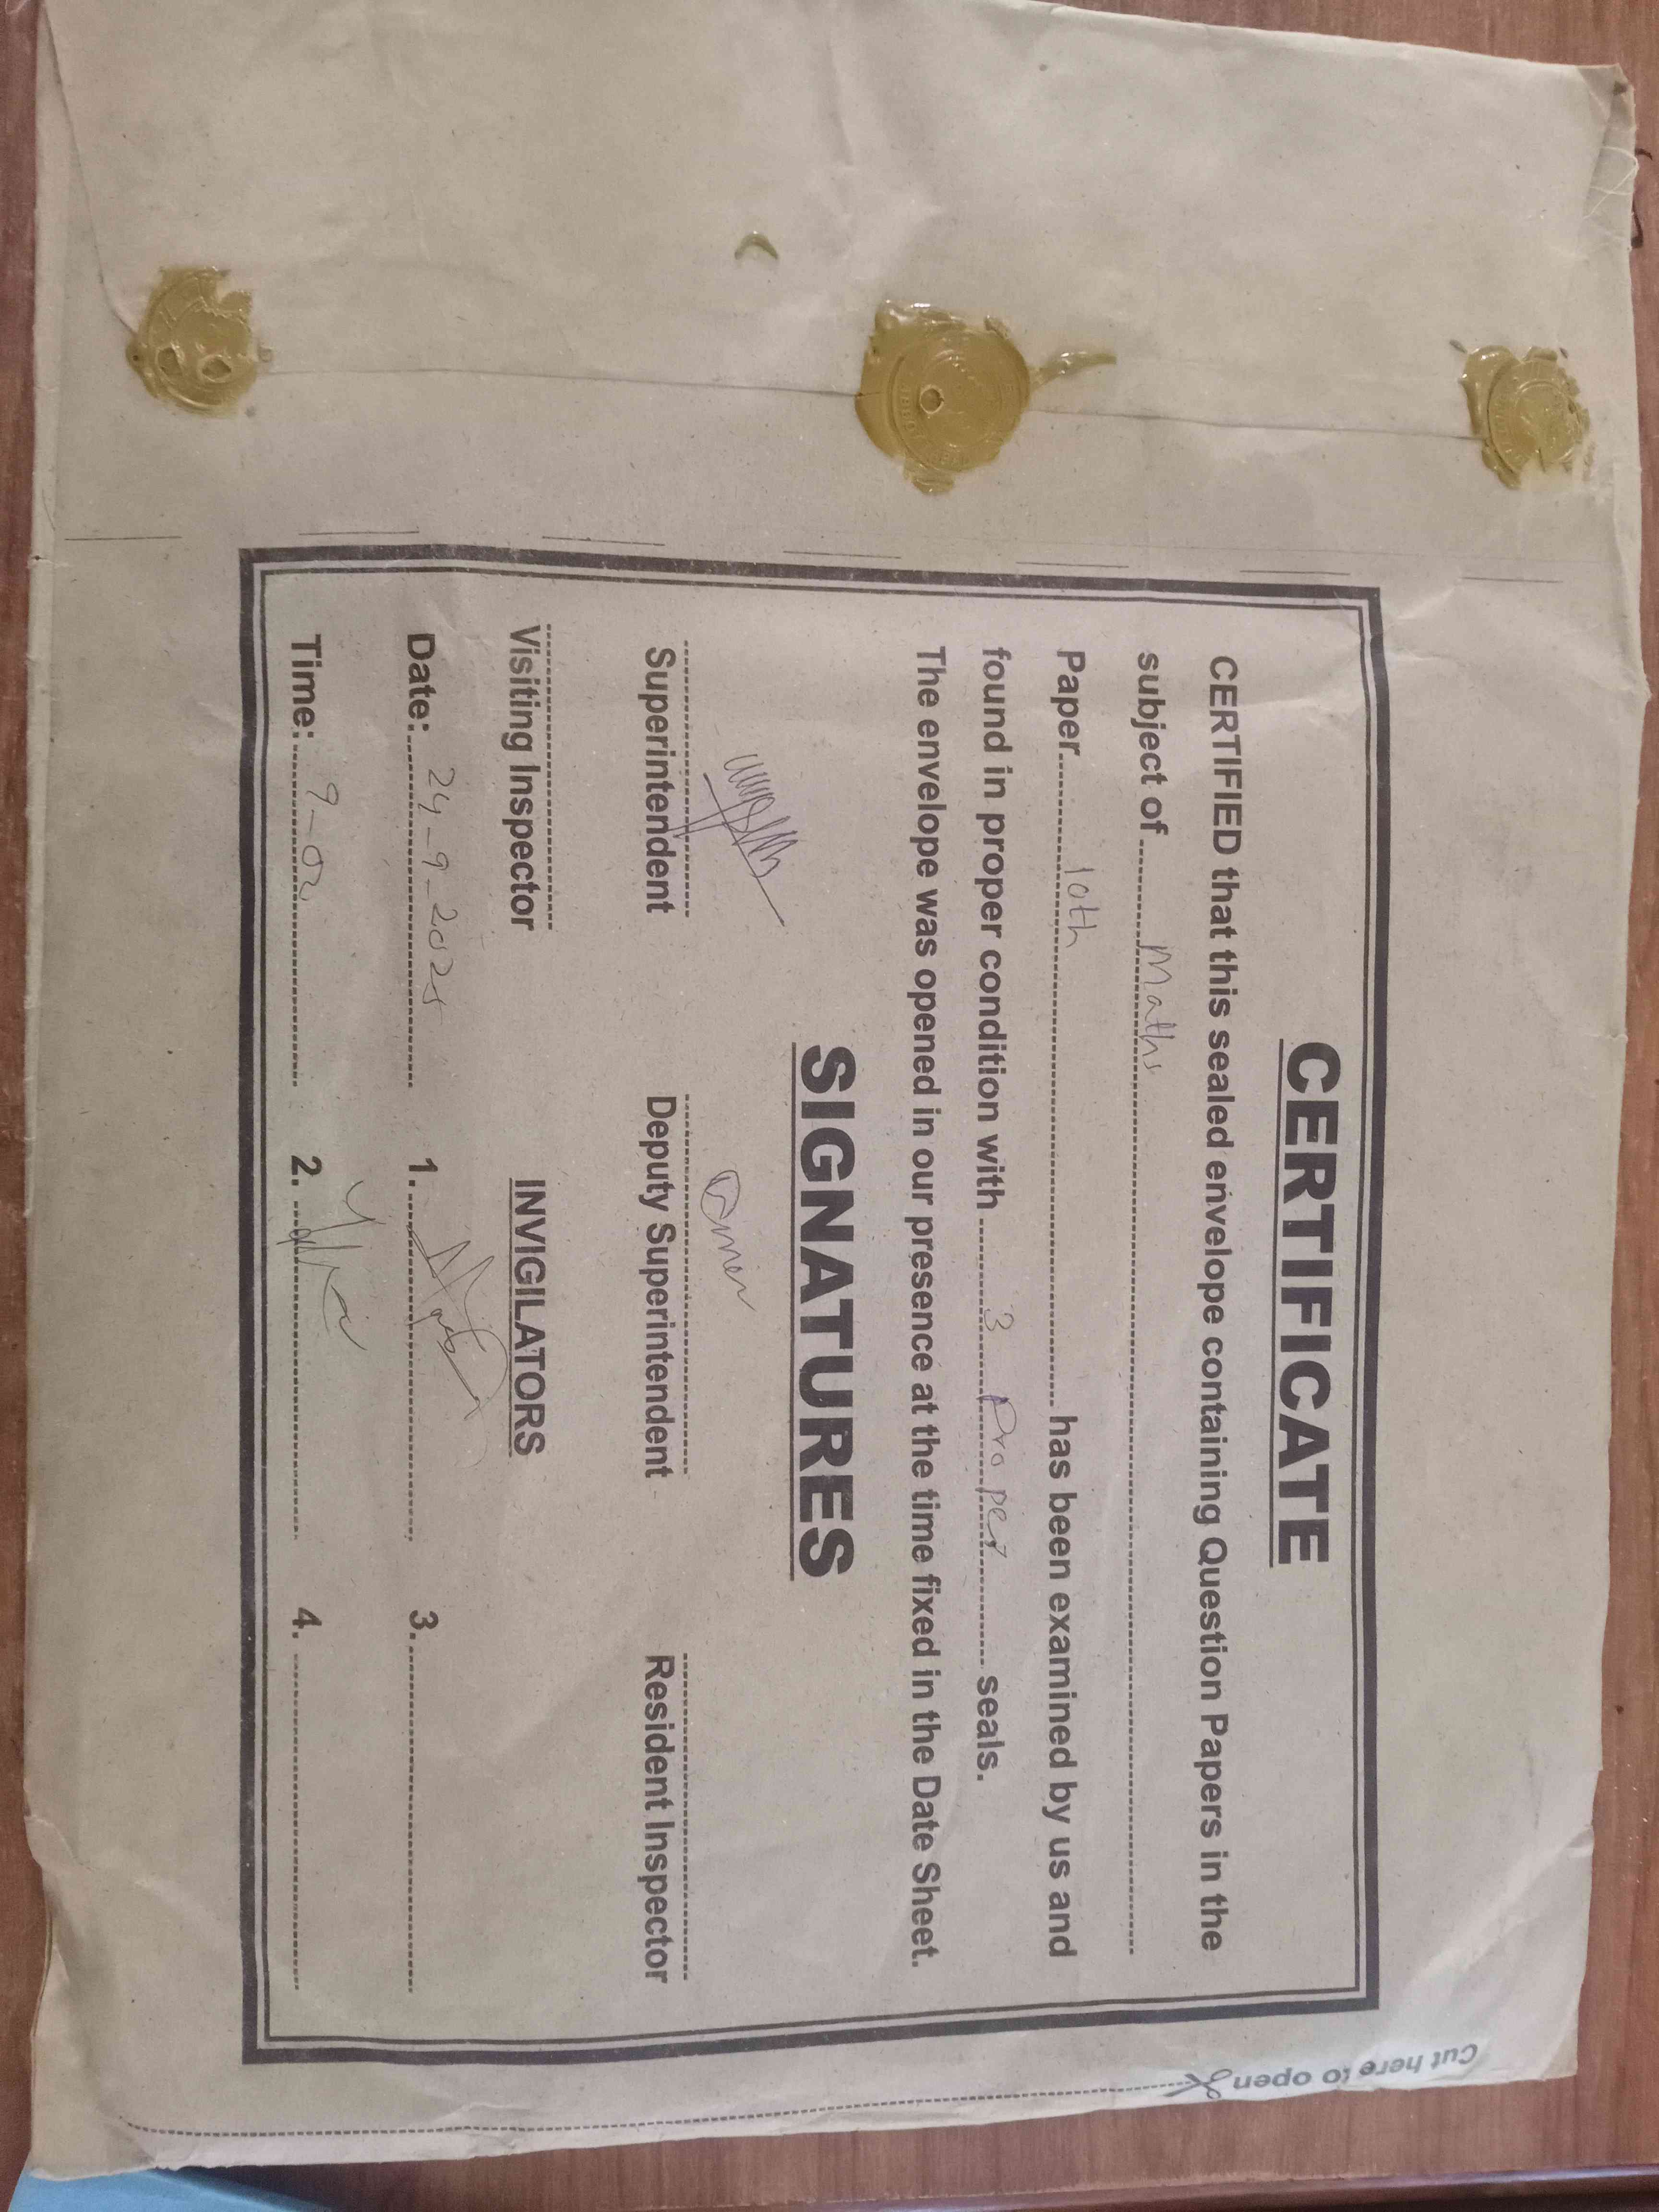 CERTIFICATE
CERTIFIED that this sealed envelope containing Question Papers in the
subject of Maths
Paper 10th has been examined by us and
found in proper condition with 3 Proper seals.
The envelope was opened in our presence at the time fixed in the Date Sheet.
SIGNATURES
Superintendent Deputy Superintendent Resident Inspector
Visiting Inspector INVIGILATORS
Date: 24-9-2025 1. 3.
Time: 9-02 2. 4.
Cut here to open